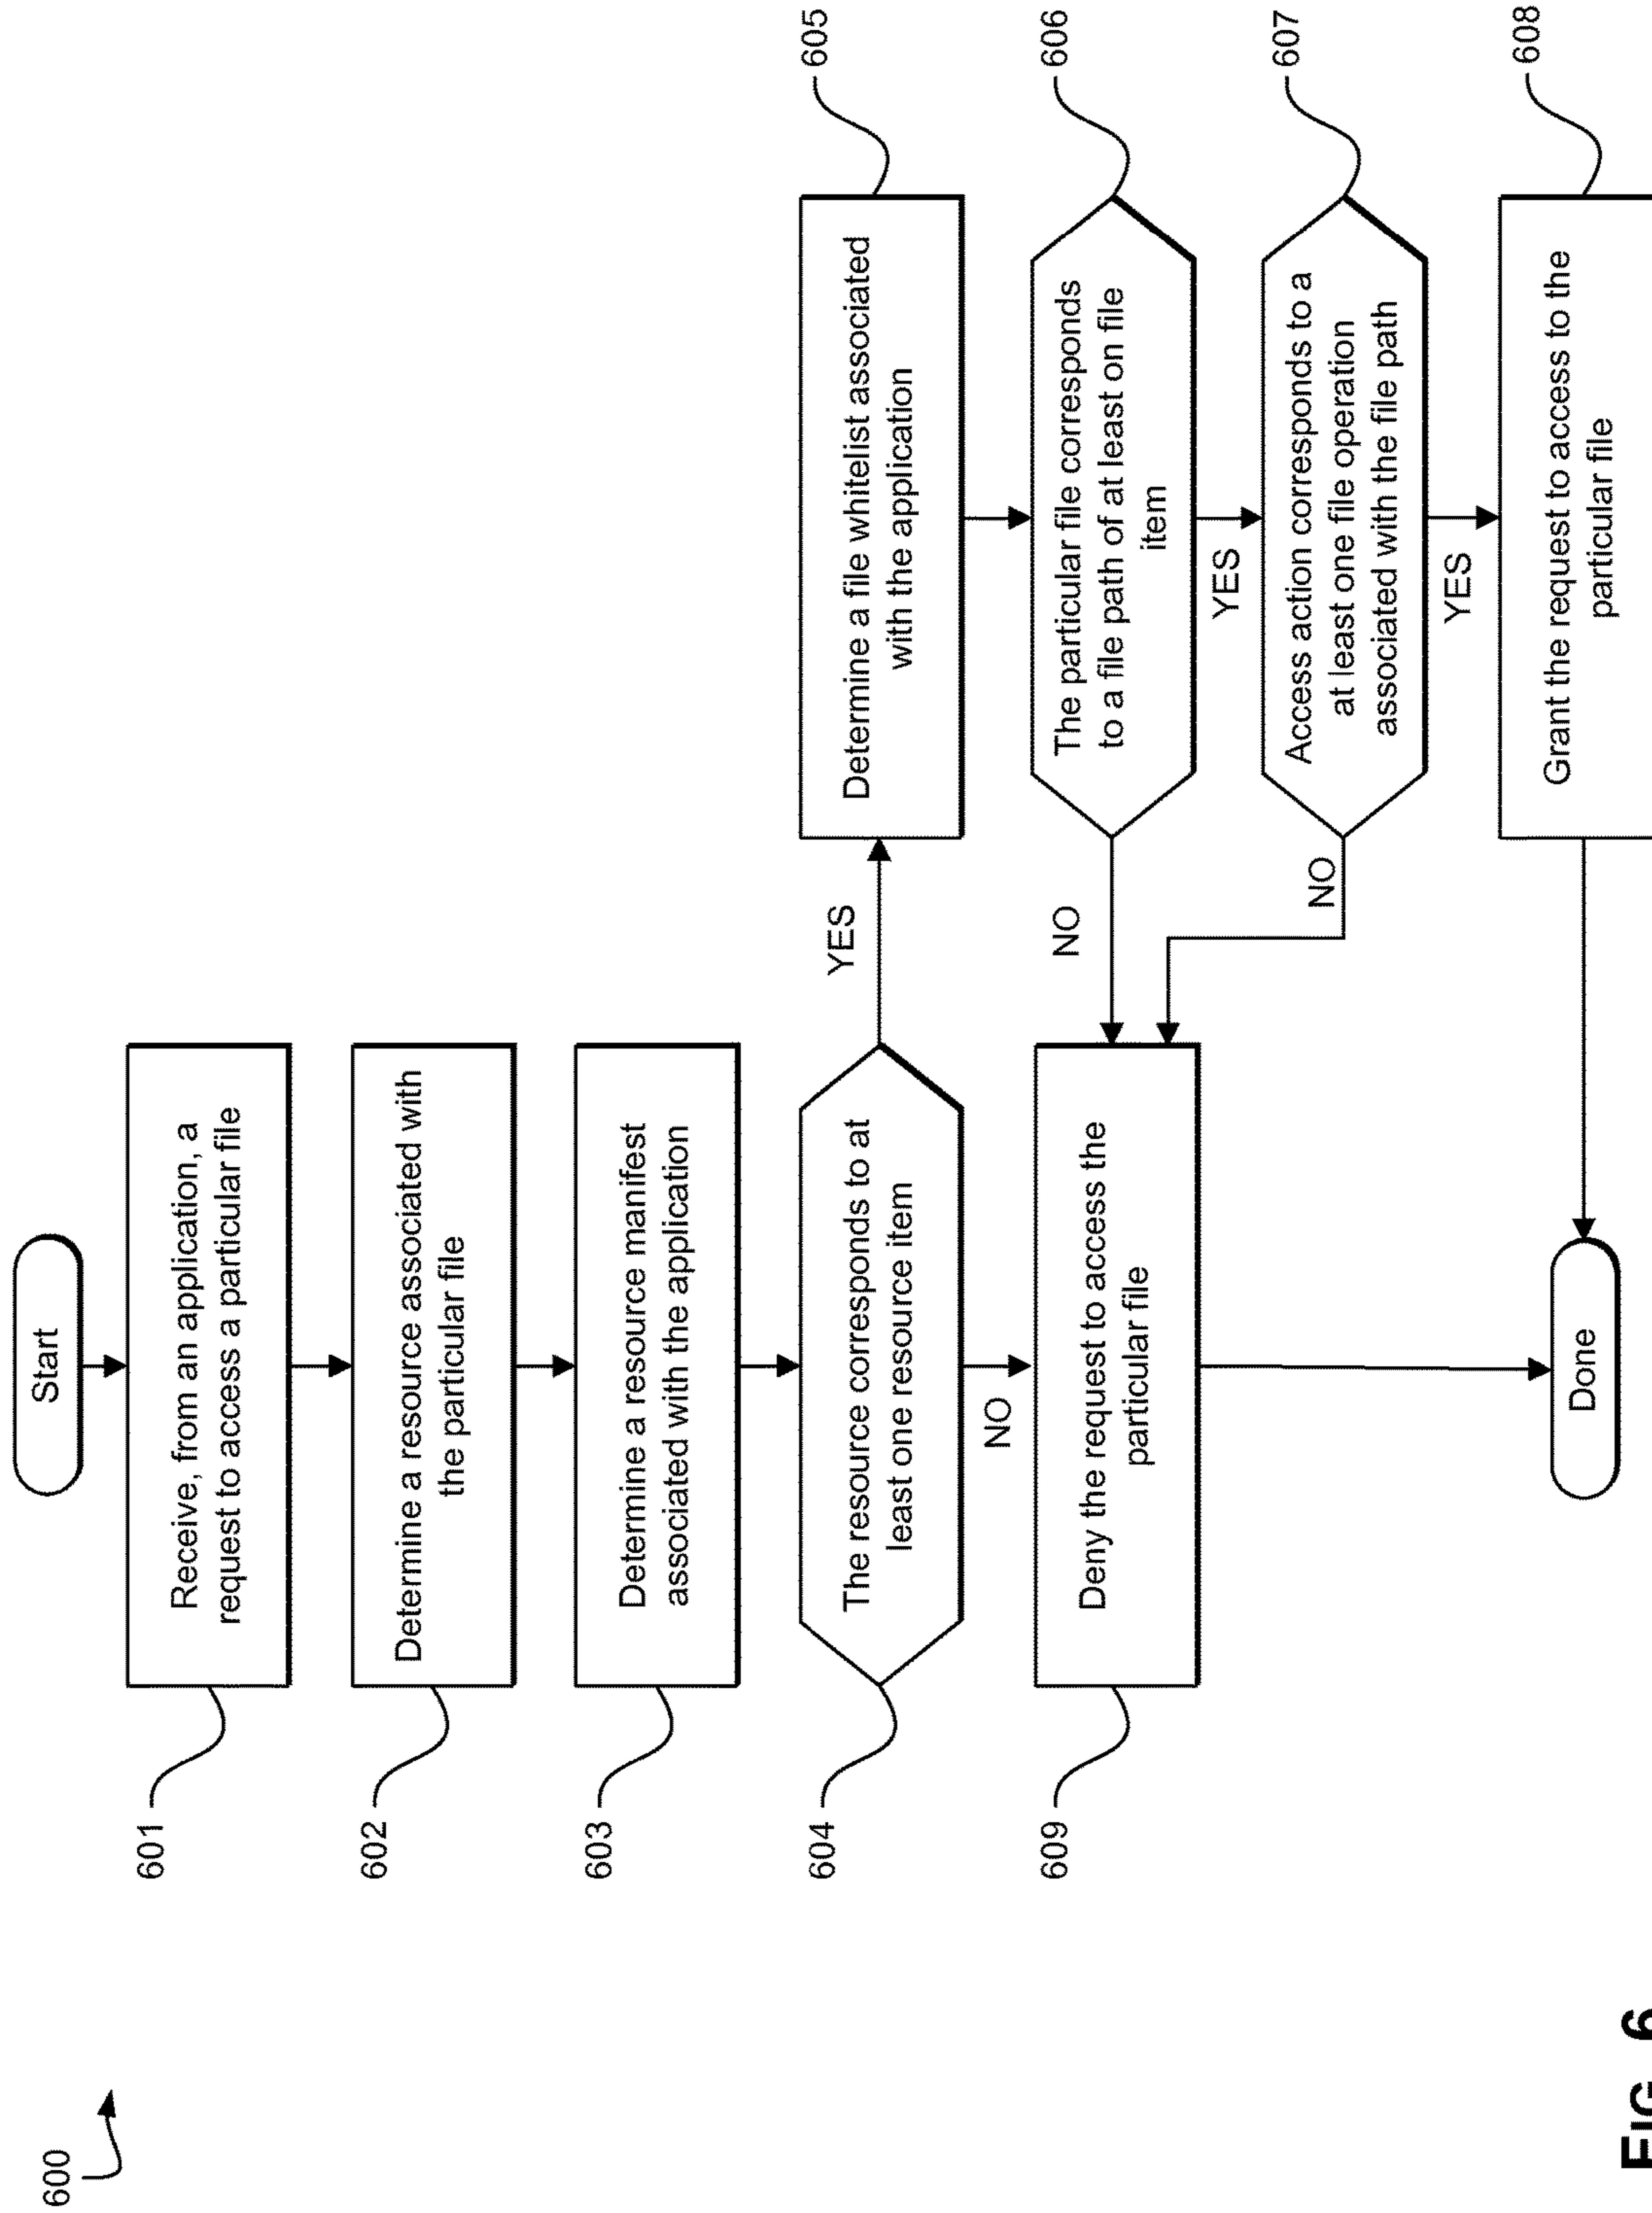 600
Start
601
Receive, from an application, a
request to access a particular file
602
Determine a resource associated with
the particular file
603
Determine a resource manifest
associated with the application
604
The resource corresponds to at
least one resource item
YES
NO
605
Determine a file whitelist associated
with the application
606
The particular file corresponds
to a file path of at least on file
item
NO
YES
607
Access action corresponds to a
at least one file operation
associated with the file path
NO
YES
608
Grant the request to access to the
particular file
609
Deny the request to access the
particular file
Done
FIG. 6